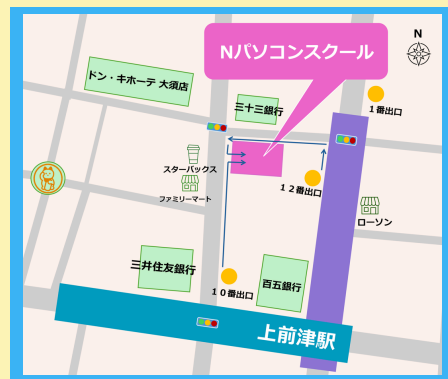 N
Nパソコンスクール
ドン・キホーテ 大須店
三十三銀行
1番出口
スターバックス
ファミリーマート
12番出口
ローソン
三井住友銀行
10番出口
百五銀行
上前津駅